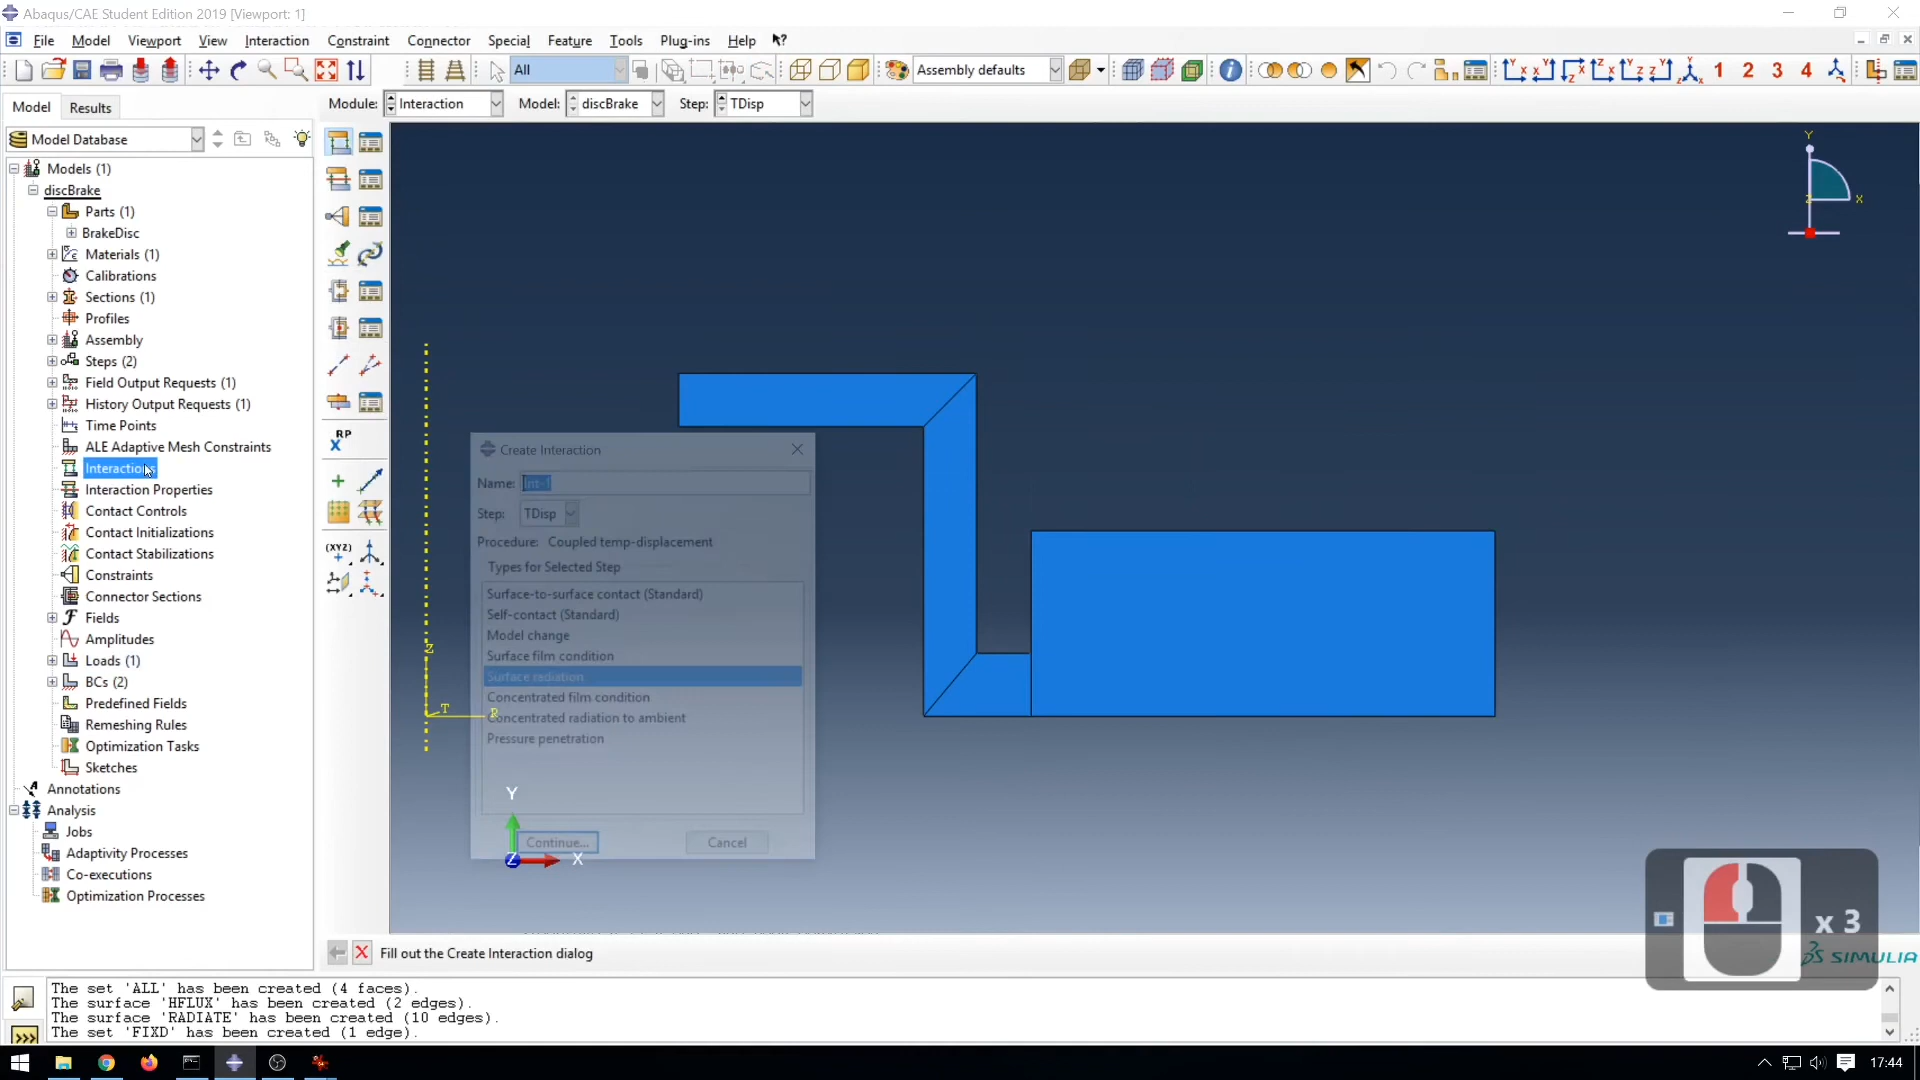 Abaqus/CAE Student Edition 2019 [Viewport: 1]
File Model Viewport View Interaction Constraint Connector Special Feature Tools Plug-ins Help
All Assembly defaults 1 2 3 4
Model Results Module: Interaction Model: discBrake Step: TDisp
Model Database
Models (1)
discBrake
Parts (1)
BrakeDisc
Materials (1)
Calibrations
Sections (1)
Profiles
Assembly
Steps (2)
Field Output Requests (1)
History Output Requests (1)
Time Points
ALE Adaptive Mesh Constraints
Interactions
Interaction Properties
Contact Controls
Contact Initializations
Contact Stabilizations
Constraints
Connector Sections
Fields
Amplitudes
Loads (1)
BCs (2)
Predefined Fields
Remeshing Rules
Optimization Tasks
Sketches
Annotations
Analysis
Jobs
Adaptivity Processes
Co-executions
Optimization Processes
RP
(XYZ)
Create Interaction
Name: Int-1
Step: TDisp
Procedure: Coupled temp-displacement
Types for Selected Step
Surface-to-surface contact (Standard)
Self-contact (Standard)
Model change
Surface film condition
Surface radiation
Concentrated film condition
Concentrated radiation to ambient
Pressure penetration
Continue... Cancel
Z
T
R
Y
Z
X
Y
X
Z
x 3
SIMULIA
Fill out the Create Interaction dialog
The set 'ALL' has been created (4 faces).
The surface 'HFLUX' has been created (2 edges).
The surface 'RADIATE' has been created (10 edges).
The set 'FIXD' has been created (1 edge).
17:44